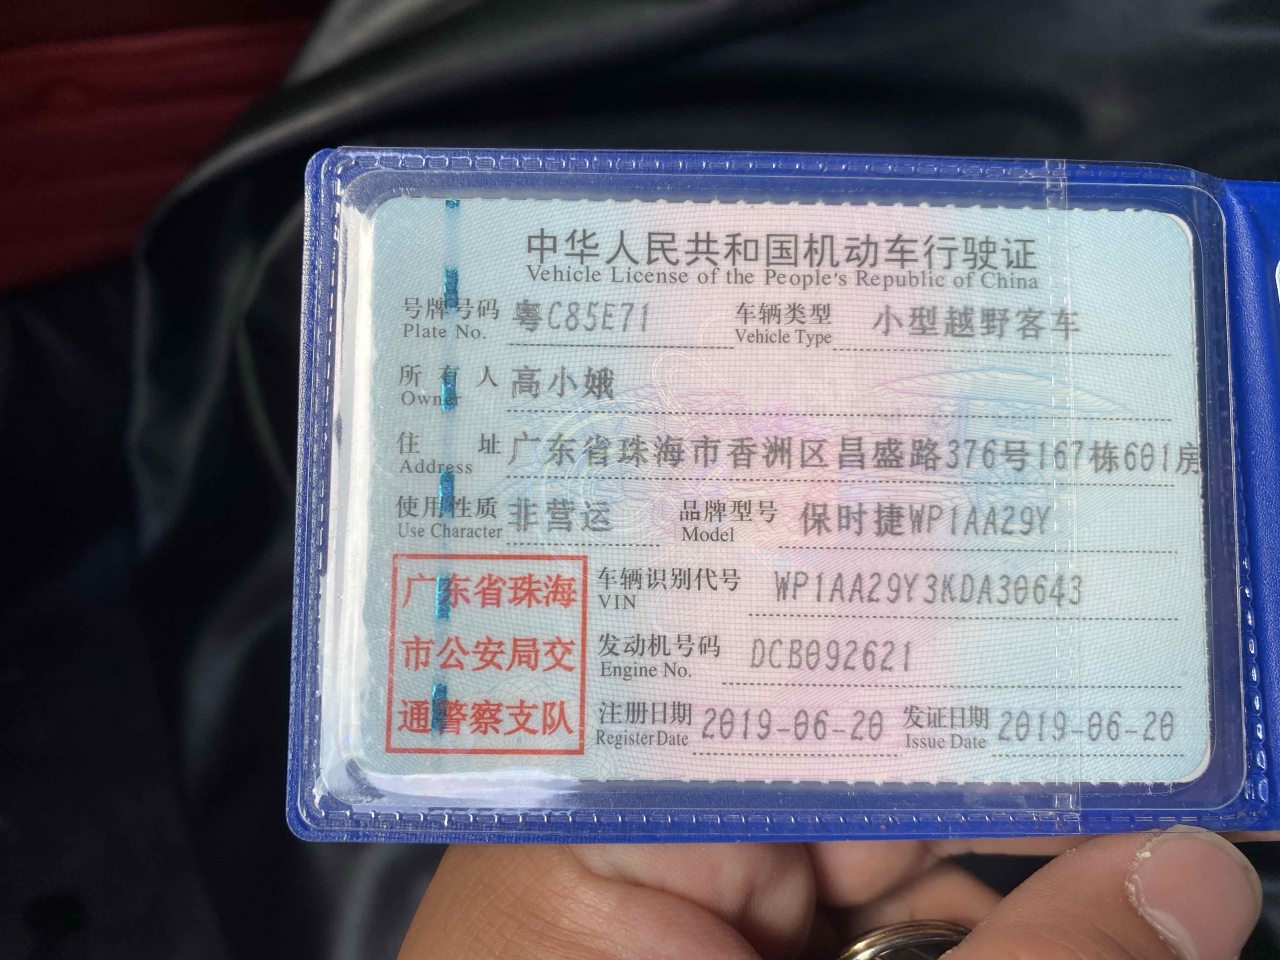 中华人民共和国机动车行驶证
Vehicle License of the People's Republic of China
号牌号码 粤C85E71 车辆类型 小型越野客车
Plate No. Vehicle Type
所有人 高小娥
Owner
住址 广东省珠海市香洲区昌盛路376号167栋601房
Address
使用性质 非营运 品牌型号 保时捷WP1AA29Y
Use Character Model
车辆识别代号 WP1AA29Y3KDA30643
VIN
发动机号码 DCB092621
Engine No.
注册日期 2019-06-20 发证日期 2019-06-20
Register Date Issue Date
广东省珠海
市公安局交
通警察支队